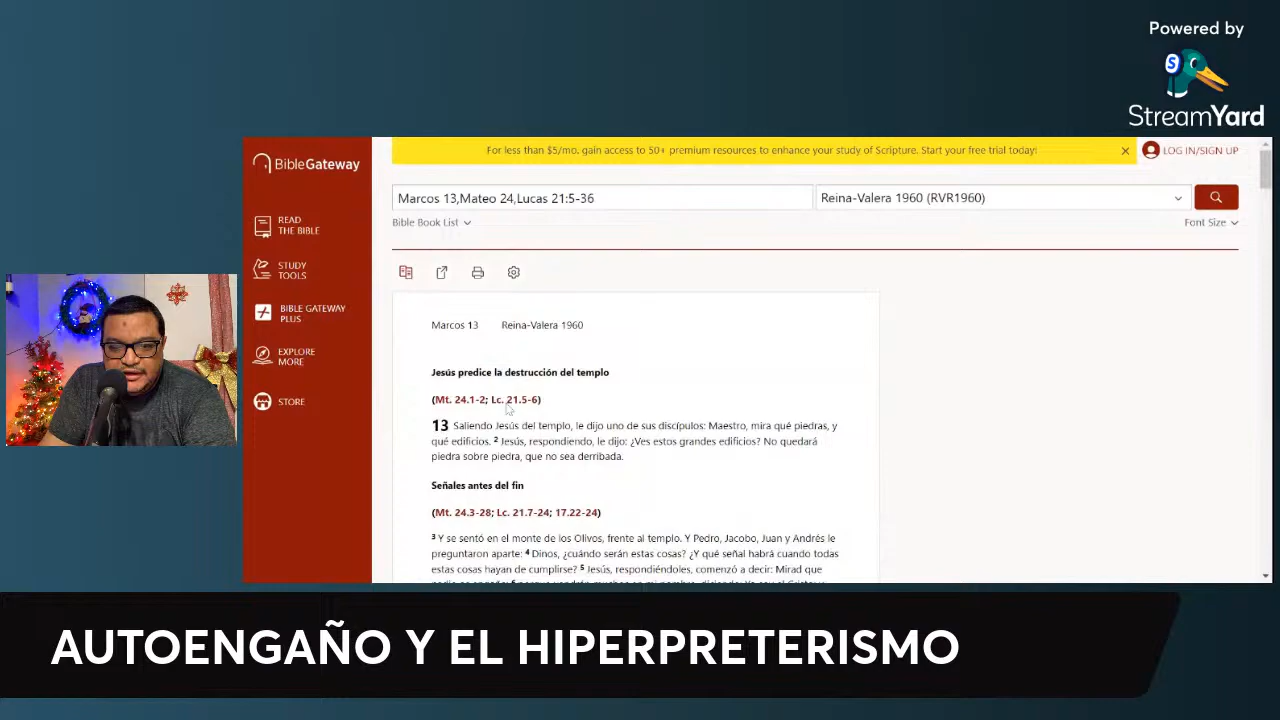 Powered by
StreamYard
BibleGateway
For less than $5/mo. gain access to 50+ premium resources to enhance your study of Scripture. Start your free trial today!
LOG IN/SIGN UP
Marcos 13,Mateo 24,Lucas 21:5-36
Reina-Valera 1960 (RVR1960)
Bible Book List
Font Size
READ
THE BIBLE
STUDY
TOOLS
BIBLE GATEWAY
PLUS
EXPLORE
MORE
STORE
Marcos 13 Reina-Valera 1960
Jesús predice la destrucción del templo
(Mt. 24.1-2; Lc. 21.5-6)
13 Saliendo Jesús del templo, le dijo uno de sus discípulos: Maestro, mira qué piedras, y
qué edificios. 2 Jesús, respondiendo, le dijo: ¿Ves estos grandes edificios? No quedará
piedra sobre piedra, que no sea derribada.
Señales antes del fin
(Mt. 24.3-28; Lc. 21.7-24; 17.22-24)
3 Y se sentó en el monte de los Olivos, frente al templo. Y Pedro, Jacobo, Juan y Andrés le
preguntaron aparte: 4 Dinos, ¿cuándo serán estas cosas? ¿Y qué señal habrá cuando todas
estas cosas hayan de cumplirse? 5 Jesús, respondiéndoles, comenzó a decir: Mirad que
AUTOENGAÑO Y EL HIPERPRETERISMO